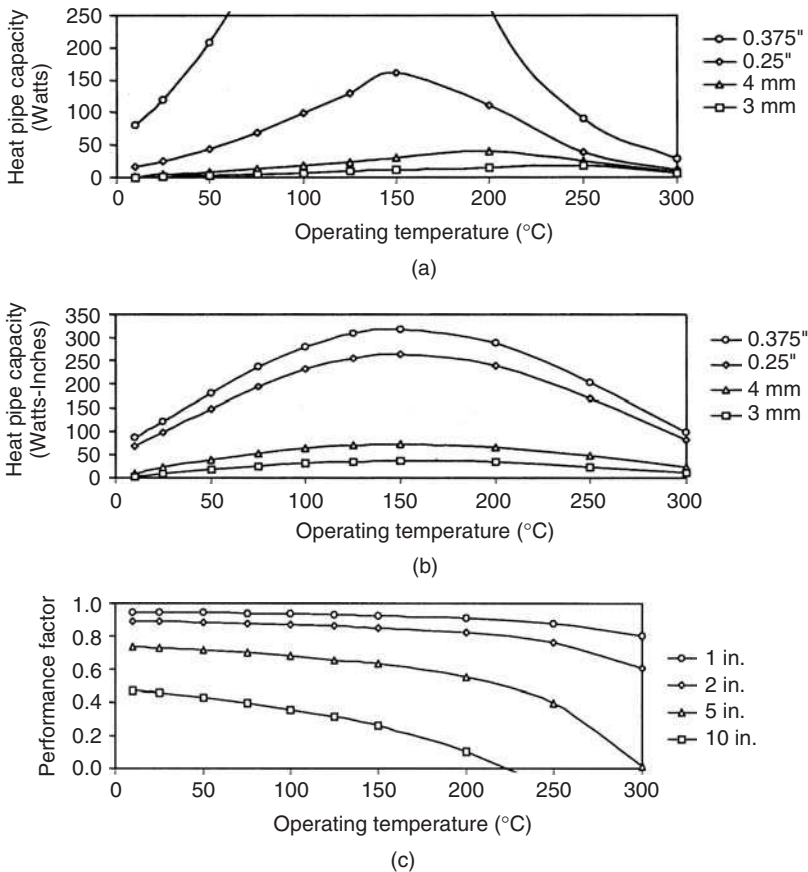 Heat pipe capacity
(Watts)
250
200
150
100
50
0
0 50 100 150 200 250 300
Operating temperature (°C)
0.375"
0.25"
4 mm
3 mm
(a)
Heat pipe capacity
(Watts-Inches)
350
300
250
200
150
100
50
0
0 50 100 150 200 250 300
Operating temperature (°C)
0.375"
0.25"
4 mm
3 mm
(b)
Performance factor
1.0
0.8
0.6
0.4
0.2
0.0
0 50 100 150 200 250 300
Operating temperature (°C)
1 in.
2 in.
5 in.
10 in.
(c)